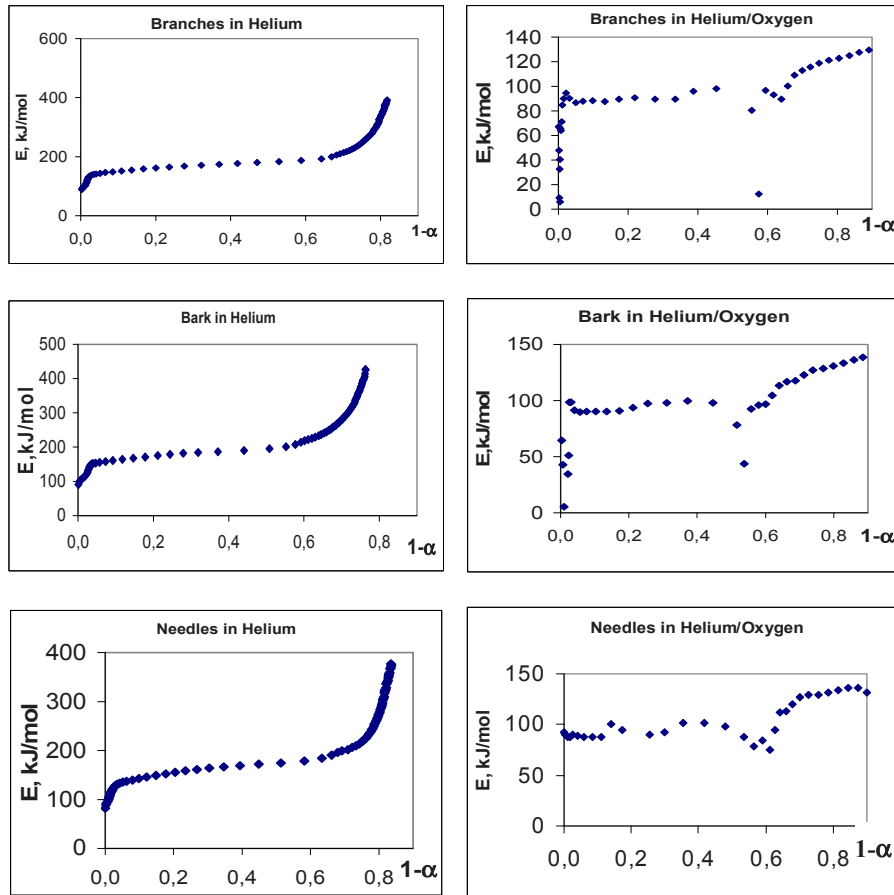 Branches in Helium
600
400
200
0
E, kJ/mol
0,0 0,2 0,4 0,6 0,8 1-α
Branches in Helium/Oxygen
140
120
100
80
60
40
20
0
E,kJ/mol
0,0 0,2 0,4 0,6 0,8 1-α
Bark in Helium
500
400
300
200
100
0
E,kJ/mol
0,0 0,2 0,4 0,6 0,8 1-α
Bark in Helium/Oxygen
150
100
50
0
E,kJ/mol
0,0 0,2 0,4 0,6 0,8 1-α
Needles in Helium
400
300
200
100
0
E, kJ/mol
0,0 0,2 0,4 0,6 0,8 1-α
Needles in Helium/Oxygen
150
100
50
0
E, kJ/mol
0,0 0,2 0,4 0,6 0,8 1-α